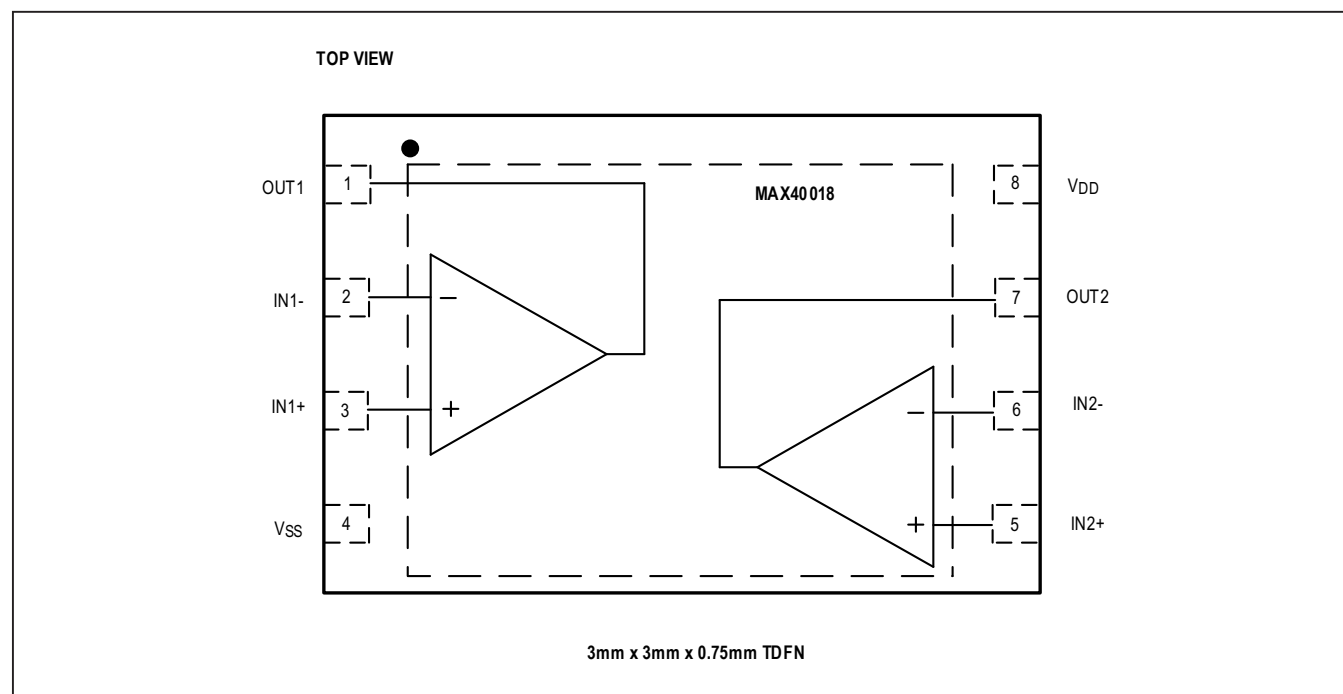 TOP VIEW
OUT1
1
MAX40018
8
VDD
IN1-
2
−
7
OUT2
IN1+
3
+
−
6
IN2-
VSS
4
+
5
IN2+
3mm x 3mm x 0.75mm TDFN